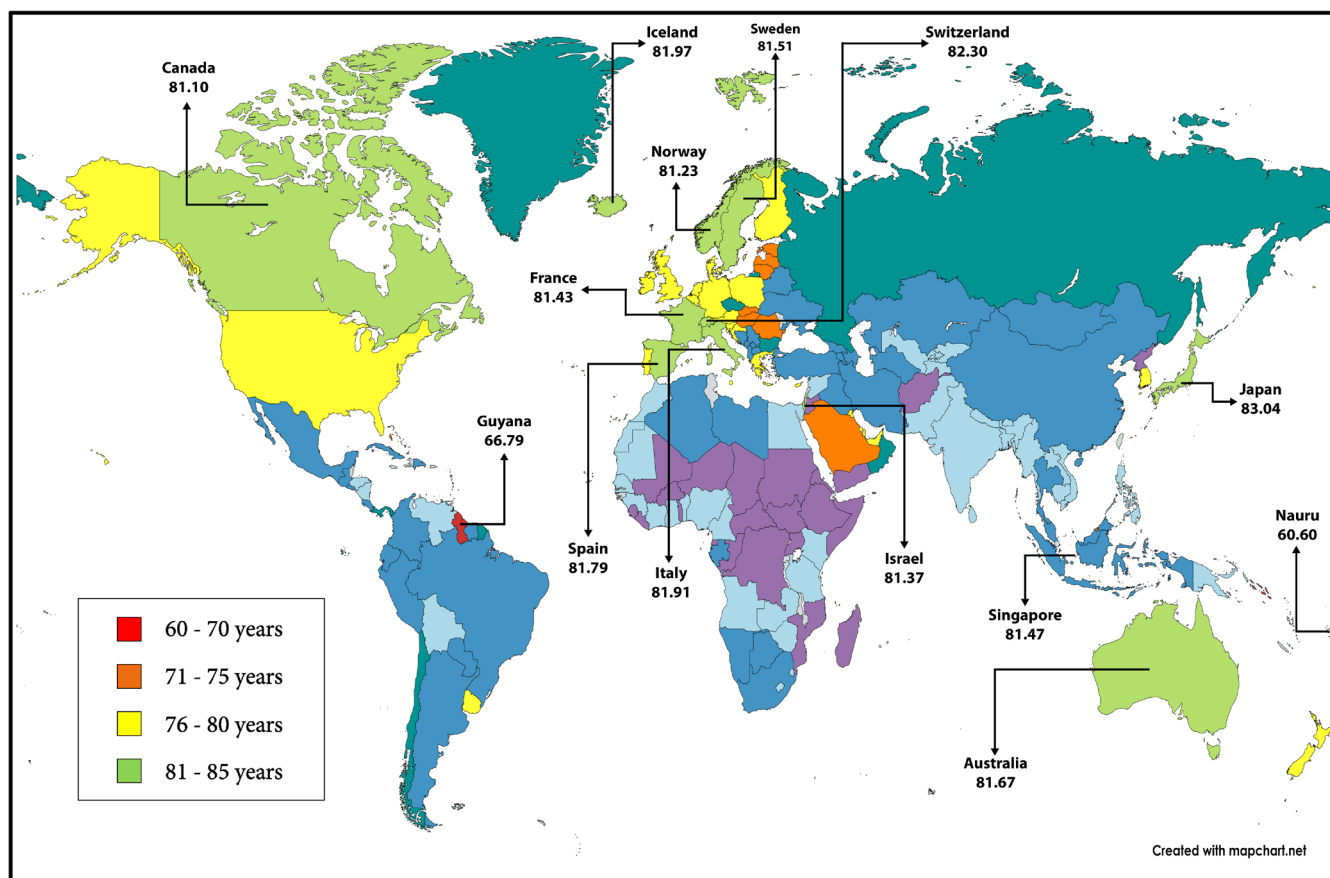 Iceland
81.97
Sweden
81.51
Switzerland
82.30
Canada
81.10
Norway
81.23
France
81.43
Japan
83.04
Guyana
66.79
Spain
81.79
Italy
81.91
Israel
81.37
Singapore
81.47
Nauru
60.60
Australia
81.67
60 - 70 years
71 - 75 years
76 - 80 years
81 - 85 years
Created with mapchart.net